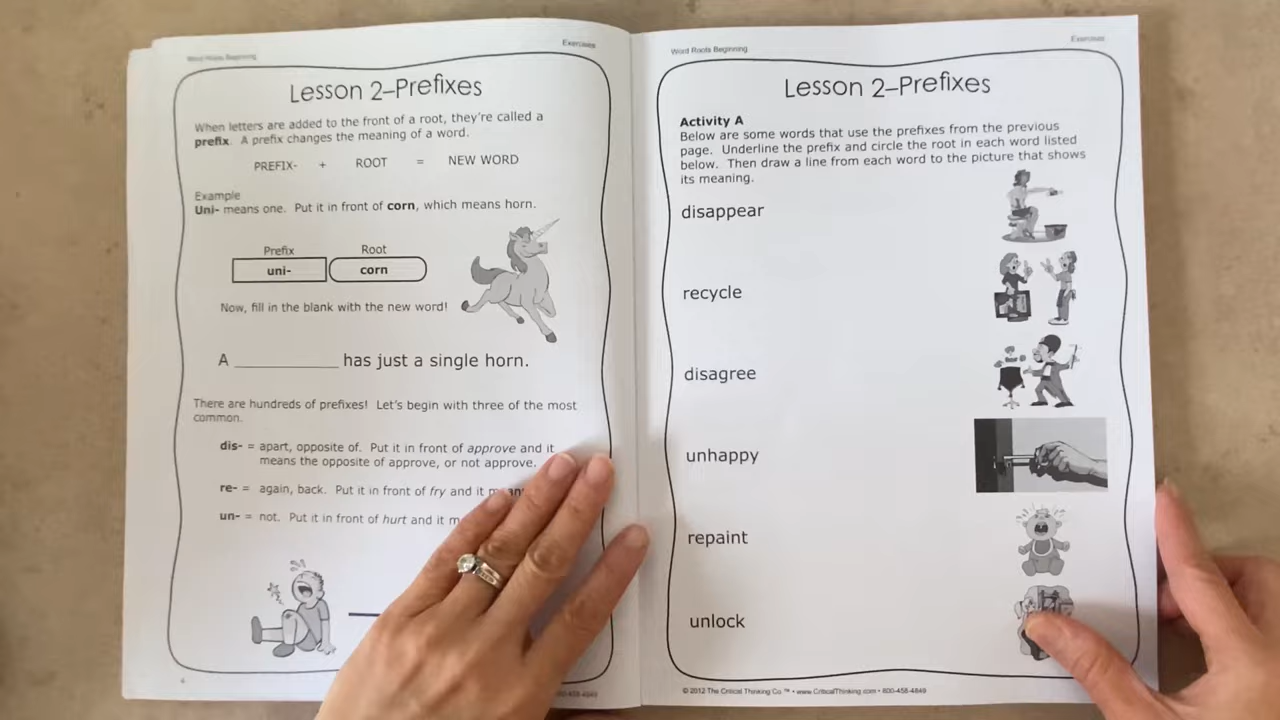 Word Roots Beginning
Exercises
Lesson 2–Prefixes
When letters are added to the front of a root, they're called a
prefix. A prefix changes the meaning of a word.
PREFIX- + ROOT = NEW WORD
Example
Uni- means one. Put it in front of corn, which means horn.
Prefix Root
uni- corn
Now, fill in the blank with the new word!
A ____________ has just a single horn.
There are hundreds of prefixes! Let's begin with three of the most
common.
dis- = apart, opposite of. Put it in front of approve and it
means the opposite of approve, or not approve.
re- = again, back. Put it in front of fry and it
un- = not. Put it in front of hurt and it
Word Roots Beginning
Exercises
Lesson 2–Prefixes
Activity A
Below are some words that use the prefixes from the previous
page. Underline the prefix and circle the root in each word listed
below. Then draw a line from each word to the picture that shows
its meaning.
disappear
recycle
disagree
unhappy
repaint
unlock
© 2012 The Critical Thinking Co.™ • www.CriticalThinking.com • 800-458-4849